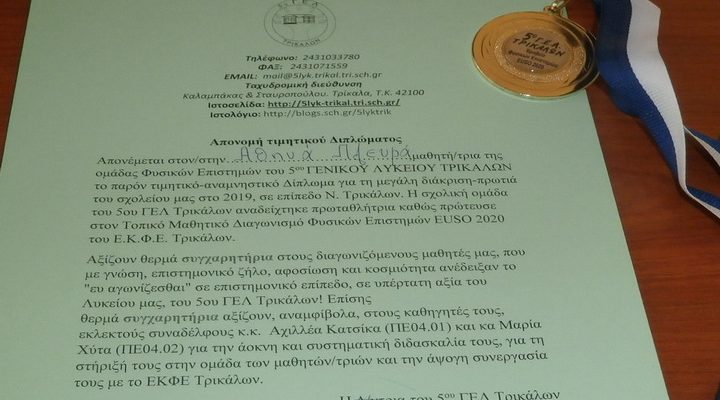 5ο ΓΕΛ
ΤΡΙΚΑΛΩΝ
Τηλέφωνο: 2431033780
ΦΑΞ: 2431071559
EMAIL: mail@5lyk.trikal.tri.sch.gr
Ταχυδρομική διεύθυνση
Καλαμπάκας & Σταυροπούλου. Τρίκαλα, Τ.Κ. 42100
Ιστοσελίδα: http://5lyk-trikal.tri.sch.gr/
Ιστολόγιο: http://blogs.sch.gr/5lyktrik
Απονομή τιμητικού Διπλώματος
Απονέμεται στον/στην Αθηνά Πλευρά μαθητή/τρια της
ομάδας Φυσικών Επιστημών του 5ου ΓΕΝΙΚΟΥ ΛΥΚΕΙΟΥ ΤΡΙΚΑΛΩΝ
το παρόν τιμητικό-αναμνηστικό Δίπλωμα για τη μεγάλη διάκριση-πρωτιά
του σχολείου μας στο 2019, σε επίπεδο Ν. Τρικάλων. Η σχολική ομάδα
του 5ου ΓΕΛ Τρικάλων αναδείχτηκε πρωταθλήτρια καθώς πρώτευσε
στον Τοπικό Μαθητικό Διαγωνισμό Φυσικών Επιστημών EUSO 2020
του Ε.Κ.Φ.Ε. Τρικάλων.
Αξίζουν θερμά συγχαρητήρια στους διαγωνιζόμενους μαθητές μας, που
με γνώση, επιστημονικό ζήλο, αφοσίωση και κοσμιότητα ανέδειξαν το
"ευ αγωνίζεσθαι" σε επιστημονικό επίπεδο, σε υπέρτατη αξία του
Λυκείου μας, του 5ου ΓΕΛ Τρικάλων! Επίσης
θερμά συγχαρητήρια αξίζουν, αναμφίβολα, στους καθηγητές τους,
εκλεκτούς συναδέλφους κ.κ. Αχιλλέα Κατσίκα (ΠΕ04.01) και κα Μαρία
Χύτα (ΠΕ04.02) για την άοκνη και συστηματική διδασκαλία τους, για τη
στήριξή τους στην ομάδα των μαθητών/τριών και την άψογη συνεργασία
τους με το ΕΚΦΕ Τρικάλων.
Η Δ/ντρια του 5ου ΓΕΛ Τρικάλων
5ο ΓΕΛ
ΤΡΙΚΑΛΩΝ
Βραβείο
Φυσικών Επιστημών
EUSO 2020